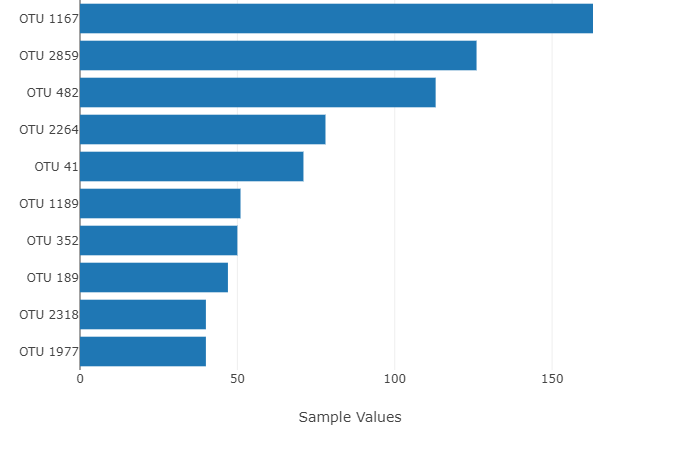 OTU 1167
OTU 2859
OTU 482
OTU 2264
OTU 41
OTU 1189
OTU 352
OTU 189
OTU 2318
OTU 1977
0 50 100 150
Sample Values